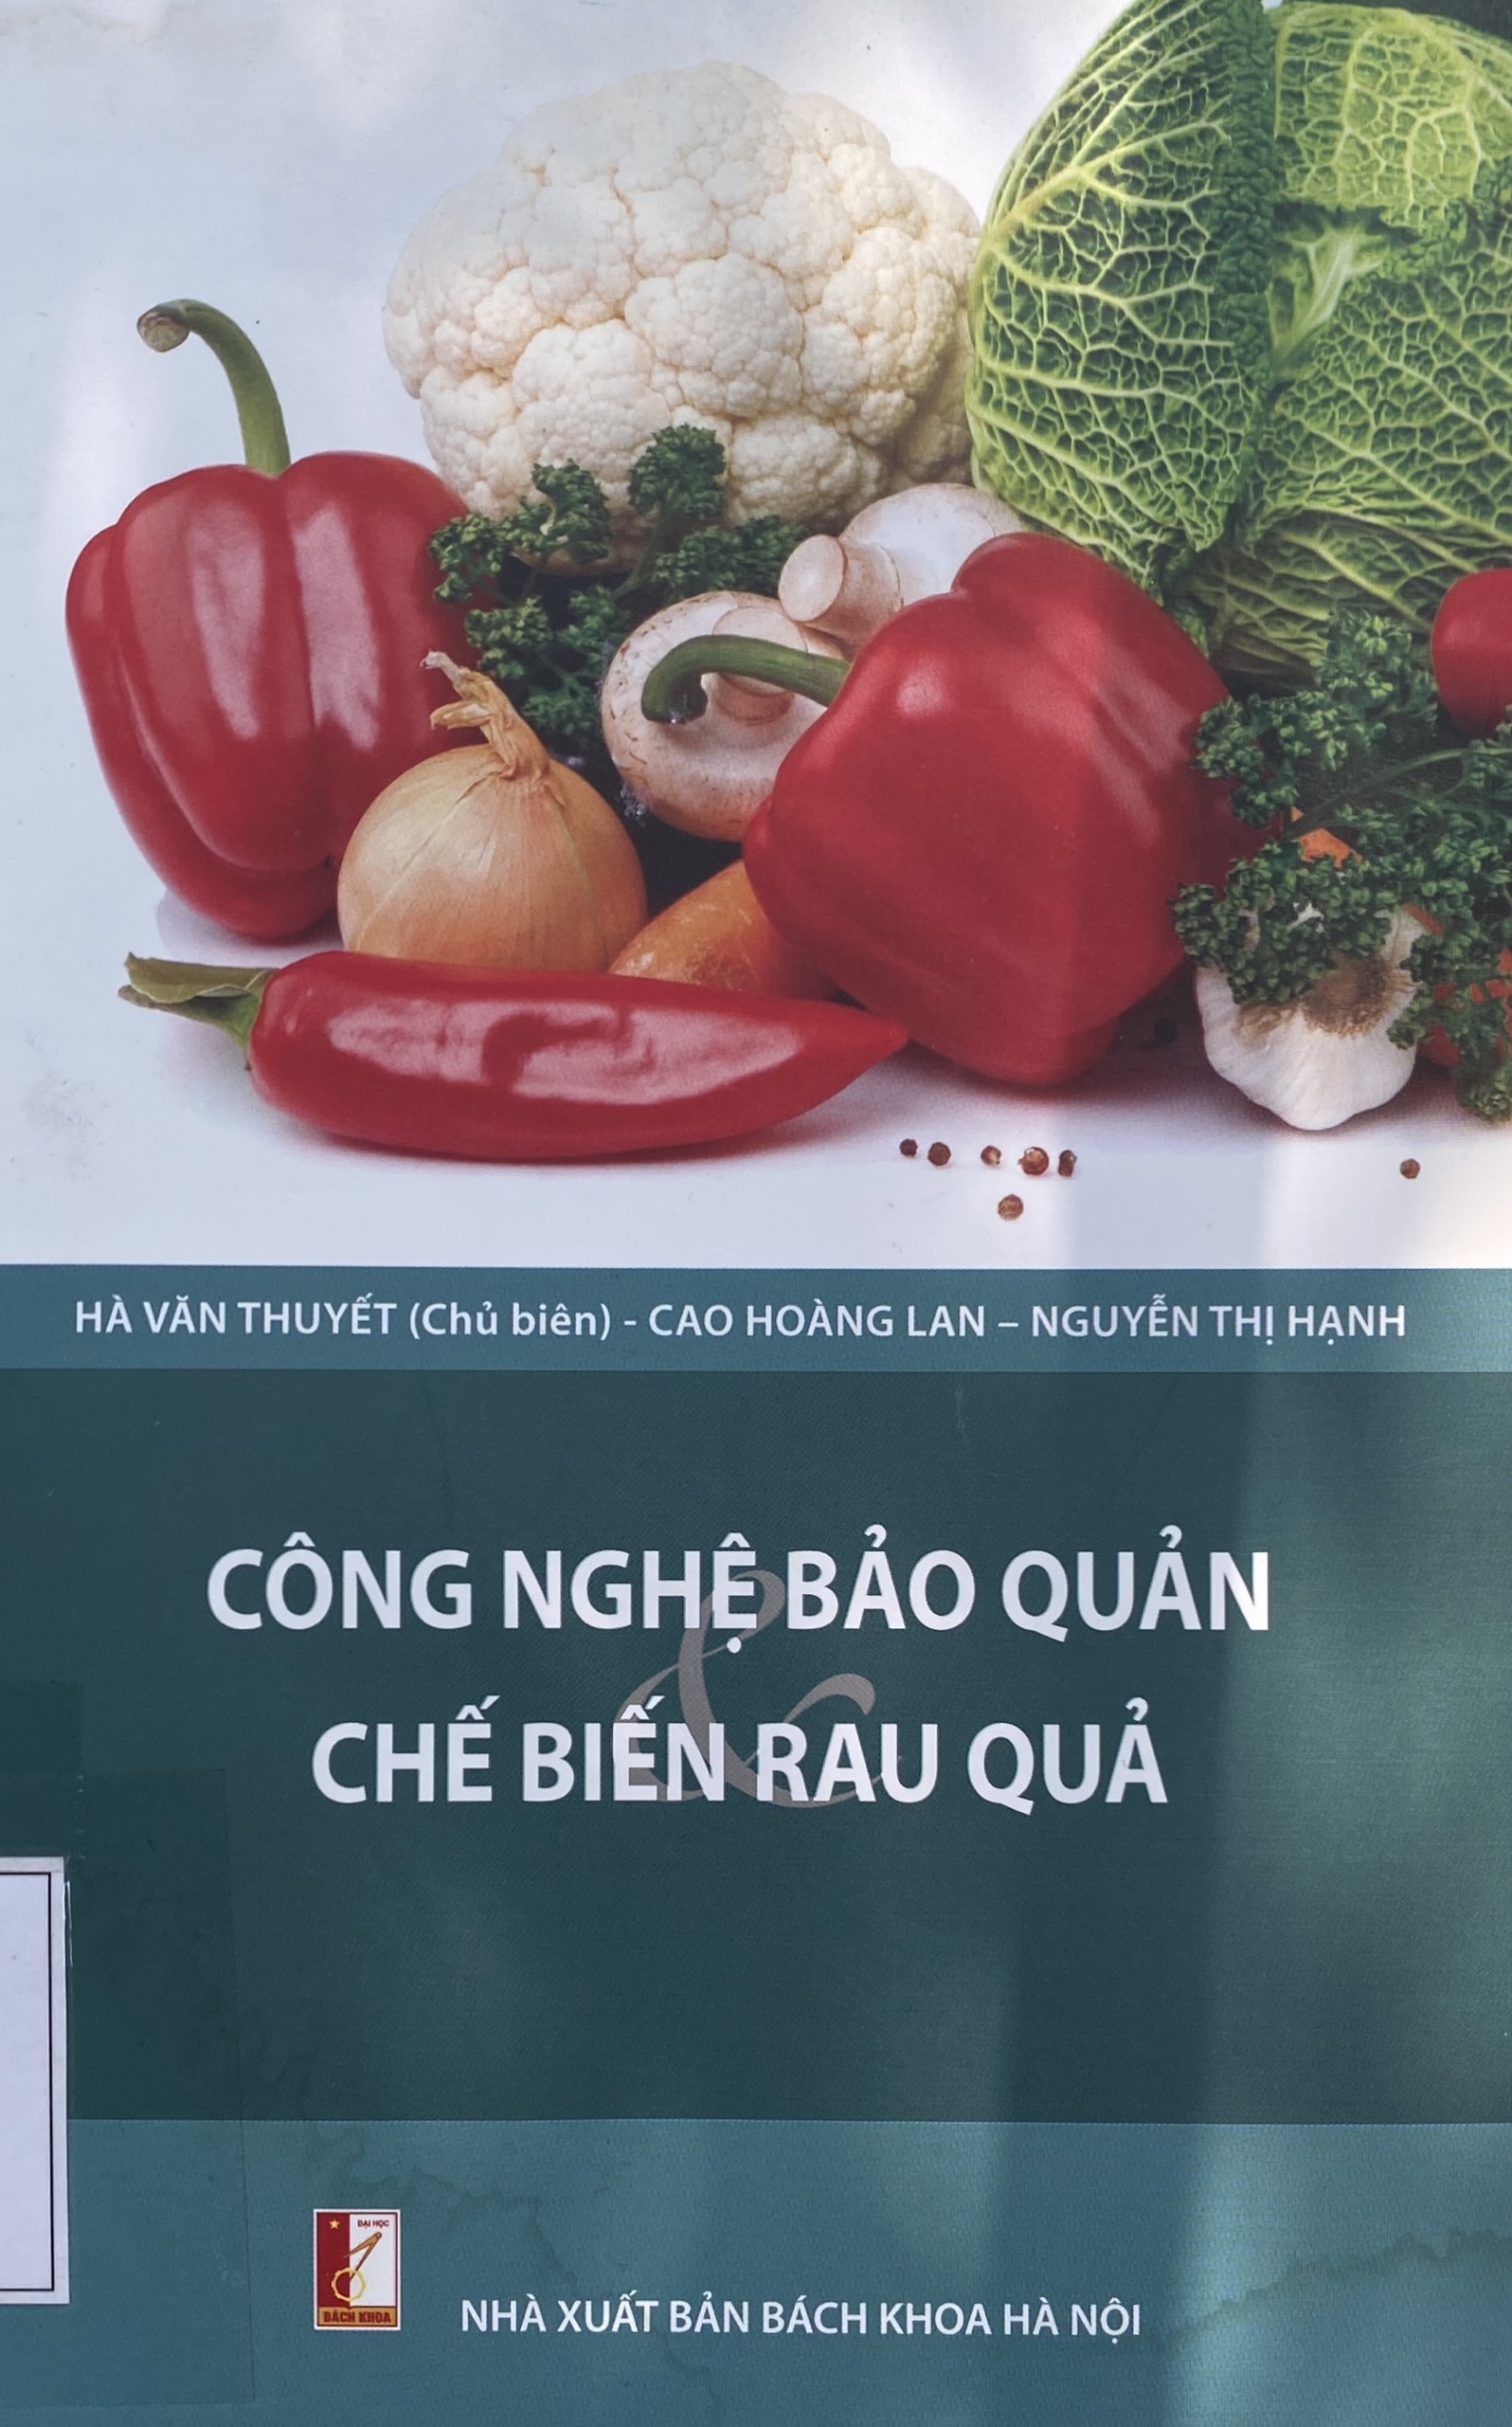 HÀ VĂN THUYẾT (Chủ biên) - CAO HOÀNG LAN – NGUYỄN THỊ HẠNH
CÔNG NGHỆ BẢO QUẢN
&
CHẾ BIẾN RAU QUẢ
ĐẠI HỌC
BÁCH KHOA
NHÀ XUẤT BẢN BÁCH KHOA HÀ NỘI